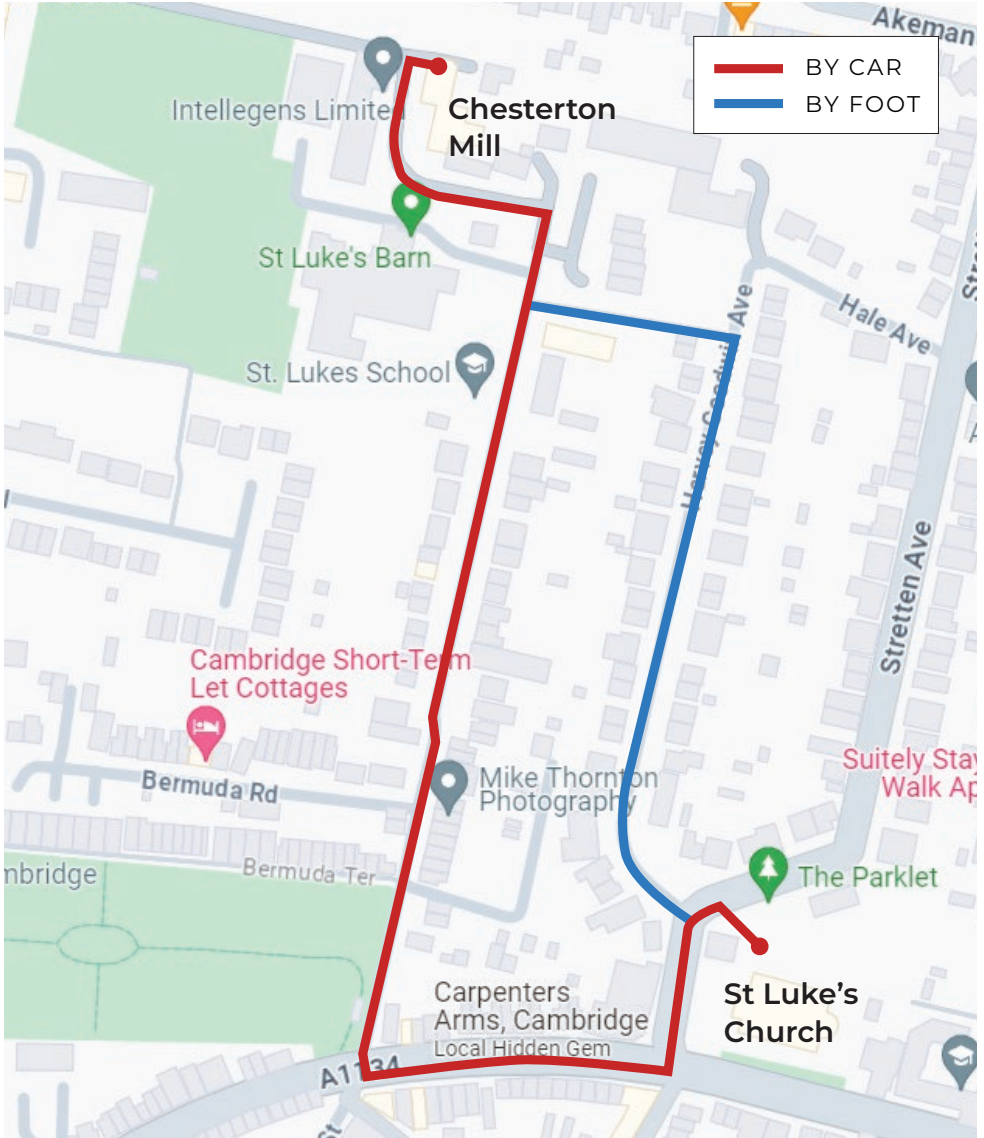 Akeman
BY CAR
BY FOOT
Intellegens Limited
Chesterton
Mill
St Luke's Barn
Hale Ave
St. Lukes School
Hervey Goodwin Ave
Stretten Ave
Cambridge Short-Term
Let Cottages
Bermuda Rd
Mike Thornton
Photography
Suitely Stay
Walk Ap
mbridge
Bermuda Ter
The Parklet
Carpenters
Arms, Cambridge
Local Hidden Gem
St Luke's
Church
A1134
St